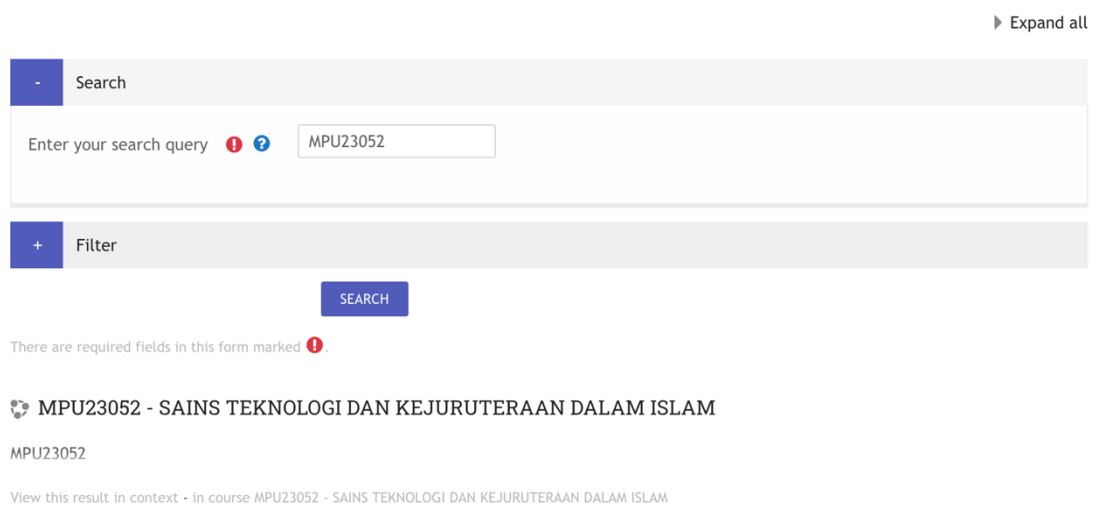 Expand all
- Search
Enter your search query MPU23052
+ Filter
SEARCH
There are required fields in this form marked .
MPU23052 - SAINS TEKNOLOGI DAN KEJURUTERAAN DALAM ISLAM
MPU23052
View this result in context - in course MPU23052 - SAINS TEKNOLOGI DAN KEJURUTERAAN DALAM ISLAM